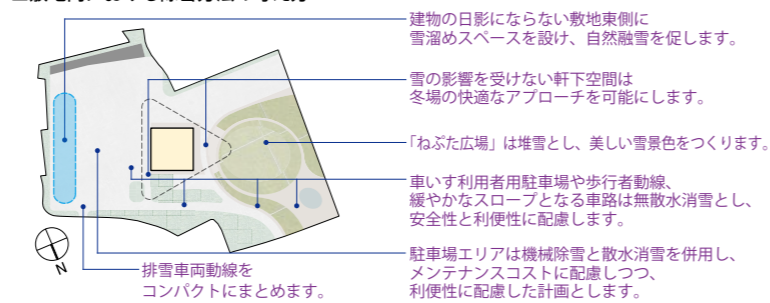 建物の日影にならない敷地東側に
雪溜めスペースを設け、自然融雪を促します。
雪の影響を受けない軒下空間は
冬場の快適なアプローチを可能にします。
「ねぷた広場」は堆雪とし、美しい雪景色をつくります。
車いす利用者用駐車場や歩行者動線、
緩やかなスロープとなる車路は無散水消雪とし、
安全性と利便性に配慮します。
駐車場エリアは機械除雪と散水消雪を併用し、
メンテナンスコストに配慮しつつ、
利便性に配慮した計画とします。
排雪車両動線を
コンパクトにまとめます。
N